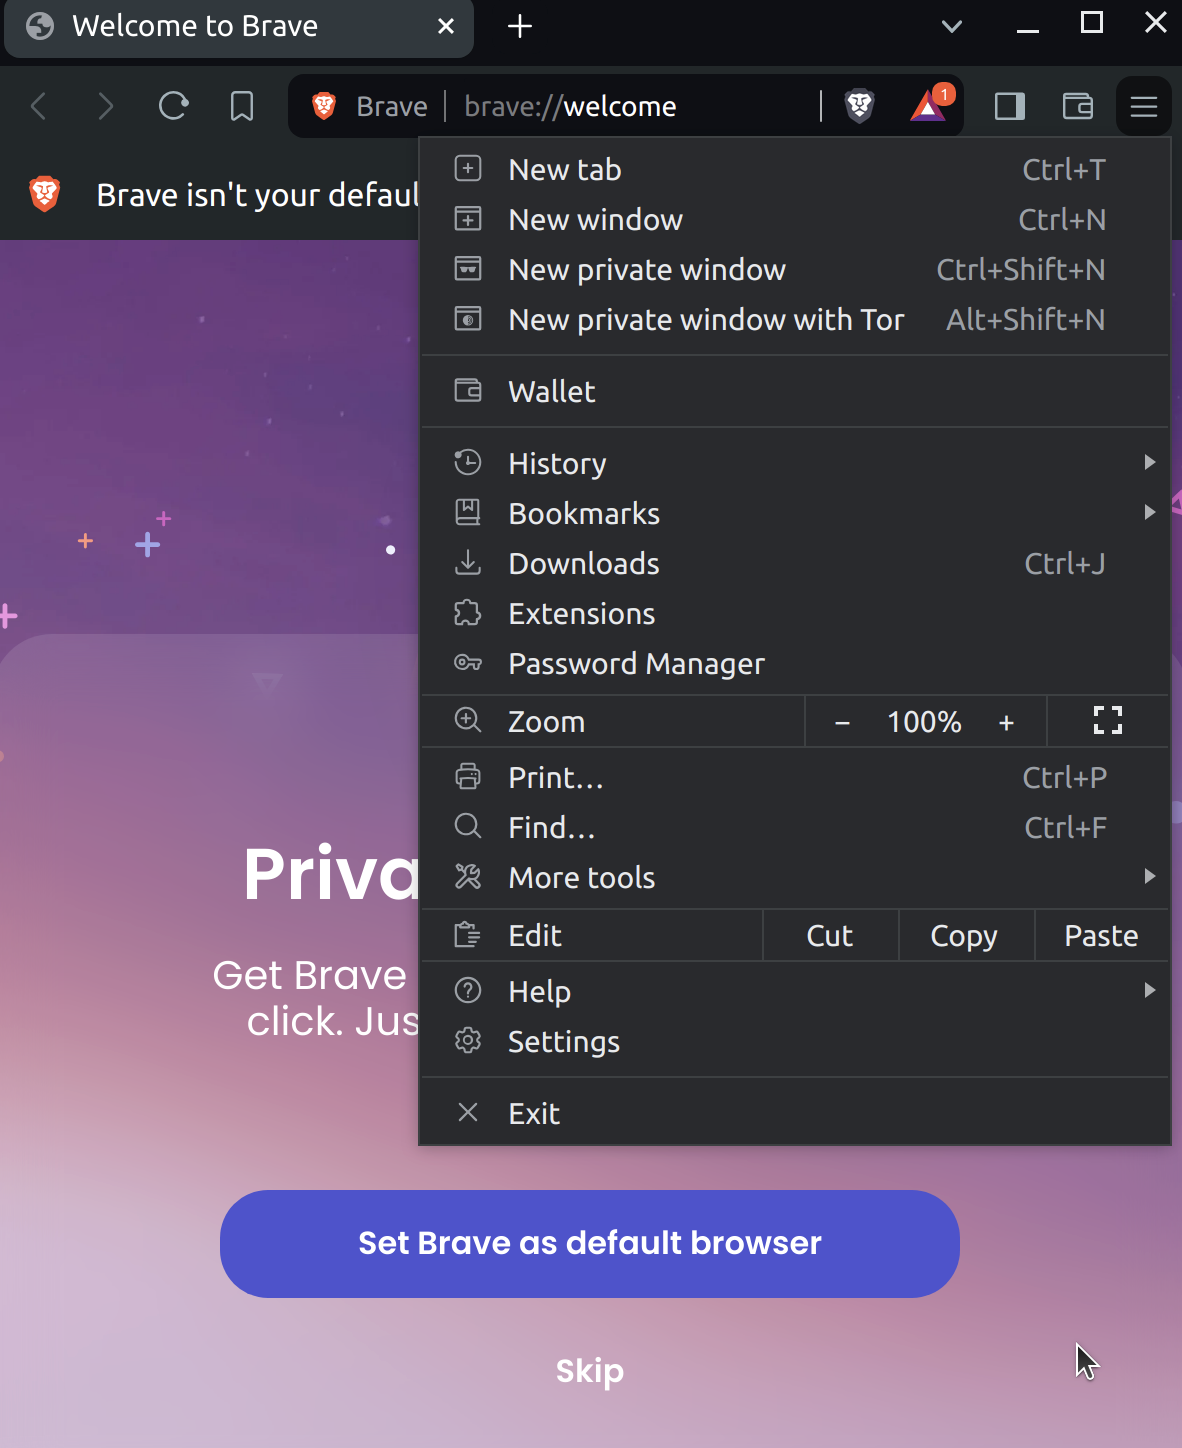 Welcome to Brave
Brave | brave://welcome
1
Brave isn't your defaul
New tab Ctrl+T
New window Ctrl+N
New private window Ctrl+Shift+N
New private window with Tor Alt+Shift+N
Wallet
History
Bookmarks
Downloads Ctrl+J
Extensions
Password Manager
Zoom − 100% +
Print... Ctrl+P
Find... Ctrl+F
More tools
Edit Cut Copy Paste
Help
Settings
Exit
Priva
Get Brave
click. Jus
Set Brave as default browser
Skip